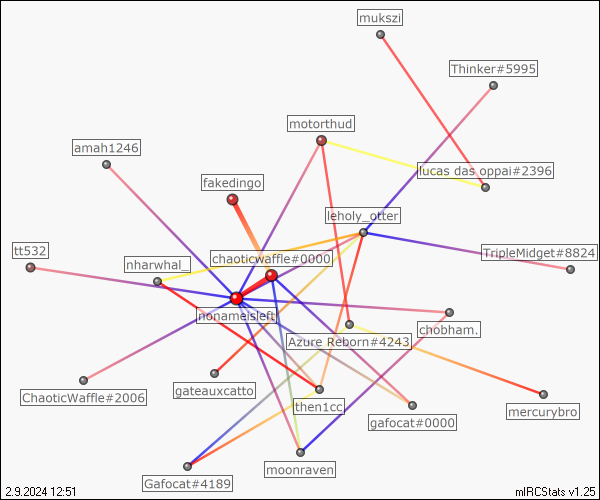 mukszi
Thinker#5995
motorthud
amah1246
lucas das oppai#2396
fakedingo
leholy_otter
tt532
chaoticwaffle#0000
TripleMidget#8824
nharwhal_
nonameisleft
chobham.
Azure Reborn#4243
ChaoticWaffle#2006
gateauxcatto
then1cc
mercurybro
gafocat#0000
moonraven
Gafocat#4189
2.9.2024 12:51
mIRCStats v1.25